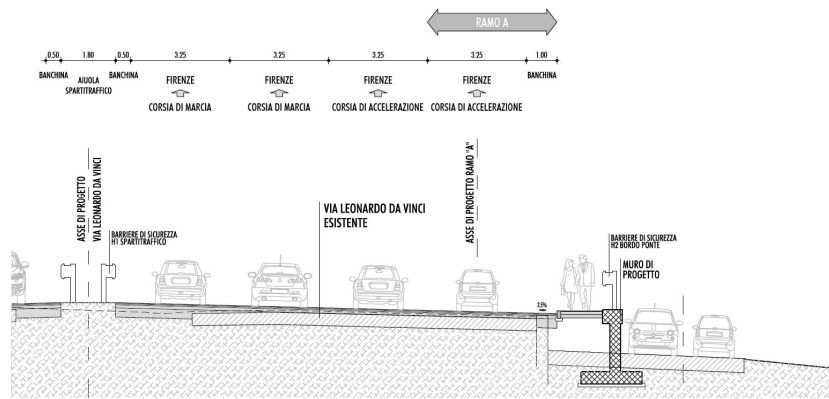 RAMO A
0.50
1.80
0.50
3.25
3.25
3.25
3.25
1.00
BANCHINA
AIUOLA
SPARTITRAFFICO
BANCHINA
FIRENZE
CORSIA DI MARCIA
FIRENZE
CORSIA DI MARCIA
FIRENZE
CORSIA DI ACCELERAZIONE
FIRENZE
CORSIA DI ACCELERAZIONE
BANCHINA
ASSE DI PROGETTO
VIA LEONARDO DA VINCI
BARRIERE DI SICUREZZA
H1 SPARTITRAFFICO
VIA LEONARDO DA VINCI
ESISTENTE
ASSE DI PROGETTO RAMO "A"
BARRIERE DI SICUREZZA
H2 BORDO PONTE
MURO DI
PROGETTO
2.5%